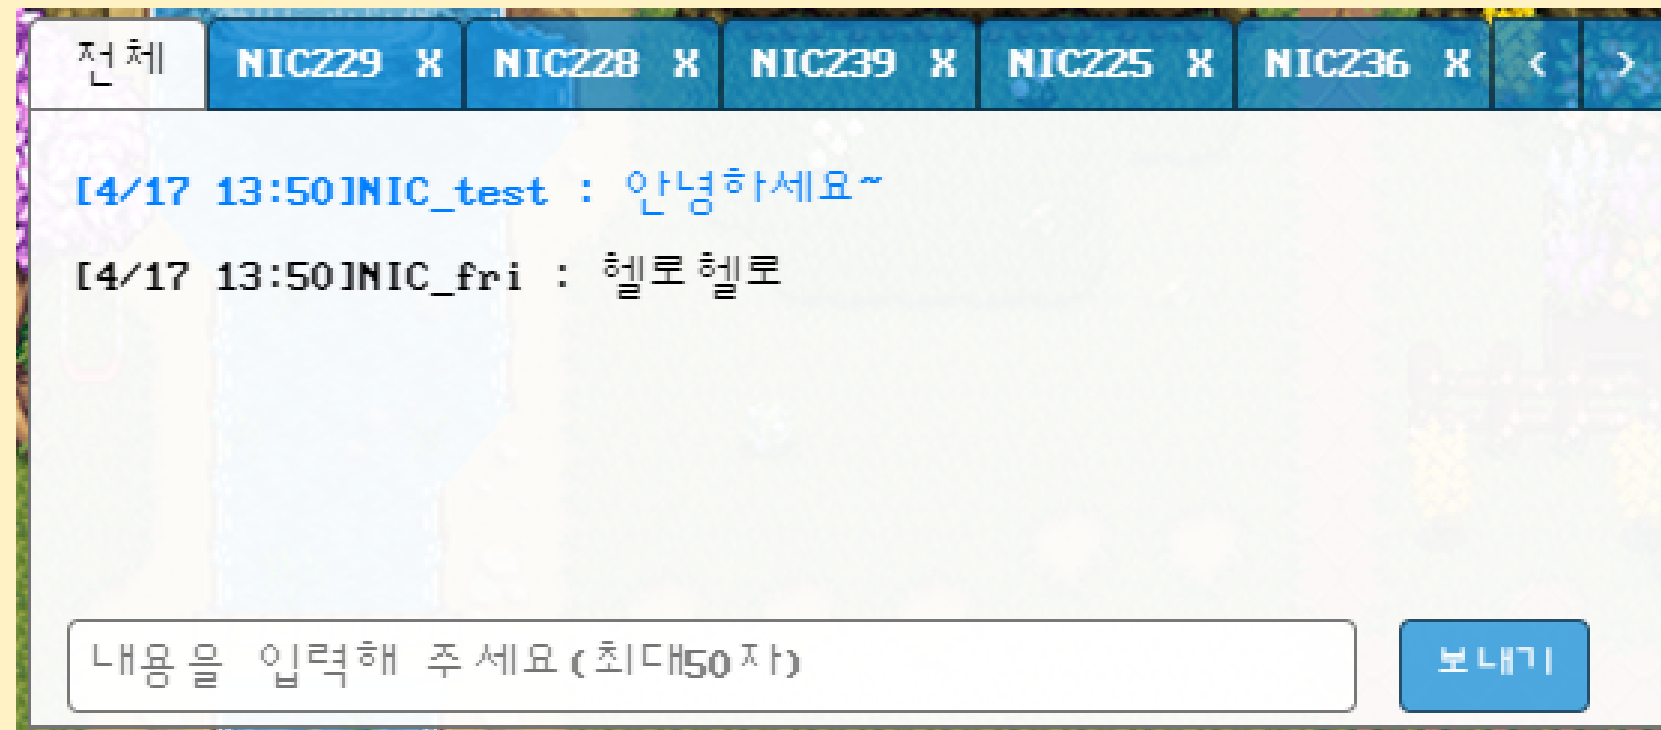 전체 NIC229 X NIC228 X NIC239 X NIC225 X NIC236 X < >
[4/17 13:50]NIC_test : 안녕하세요~
[4/17 13:50]NIC_fri : 헬로헬로
내용을 입력해 주세요(최대50자) 보내기